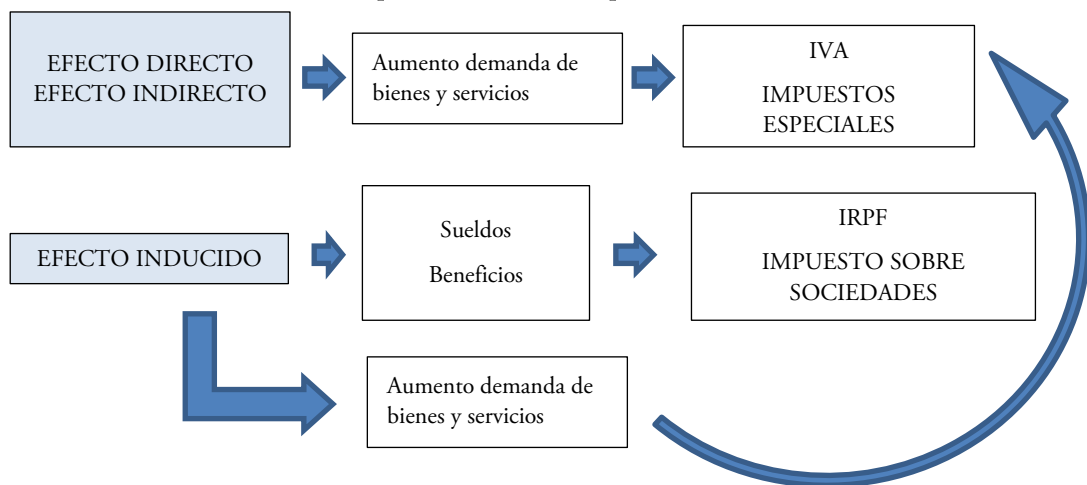 EFECTO DIRECTO
EFECTO INDIRECTO
Aumento demanda de
bienes y servicios
IVA
IMPUESTOS
ESPECIALES
EFECTO INDUCIDO
Sueldos
Beneficios
IRPF
IMPUESTO SOBRE
SOCIEDADES
Aumento demanda de
bienes y servicios